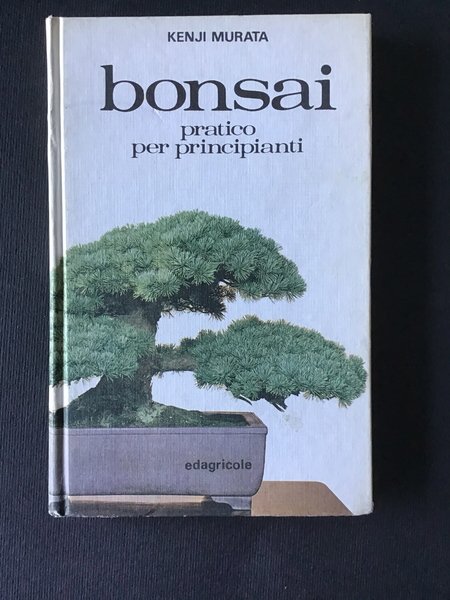 KENJI MURATA
bonsai
pratico
per principianti
edagricole